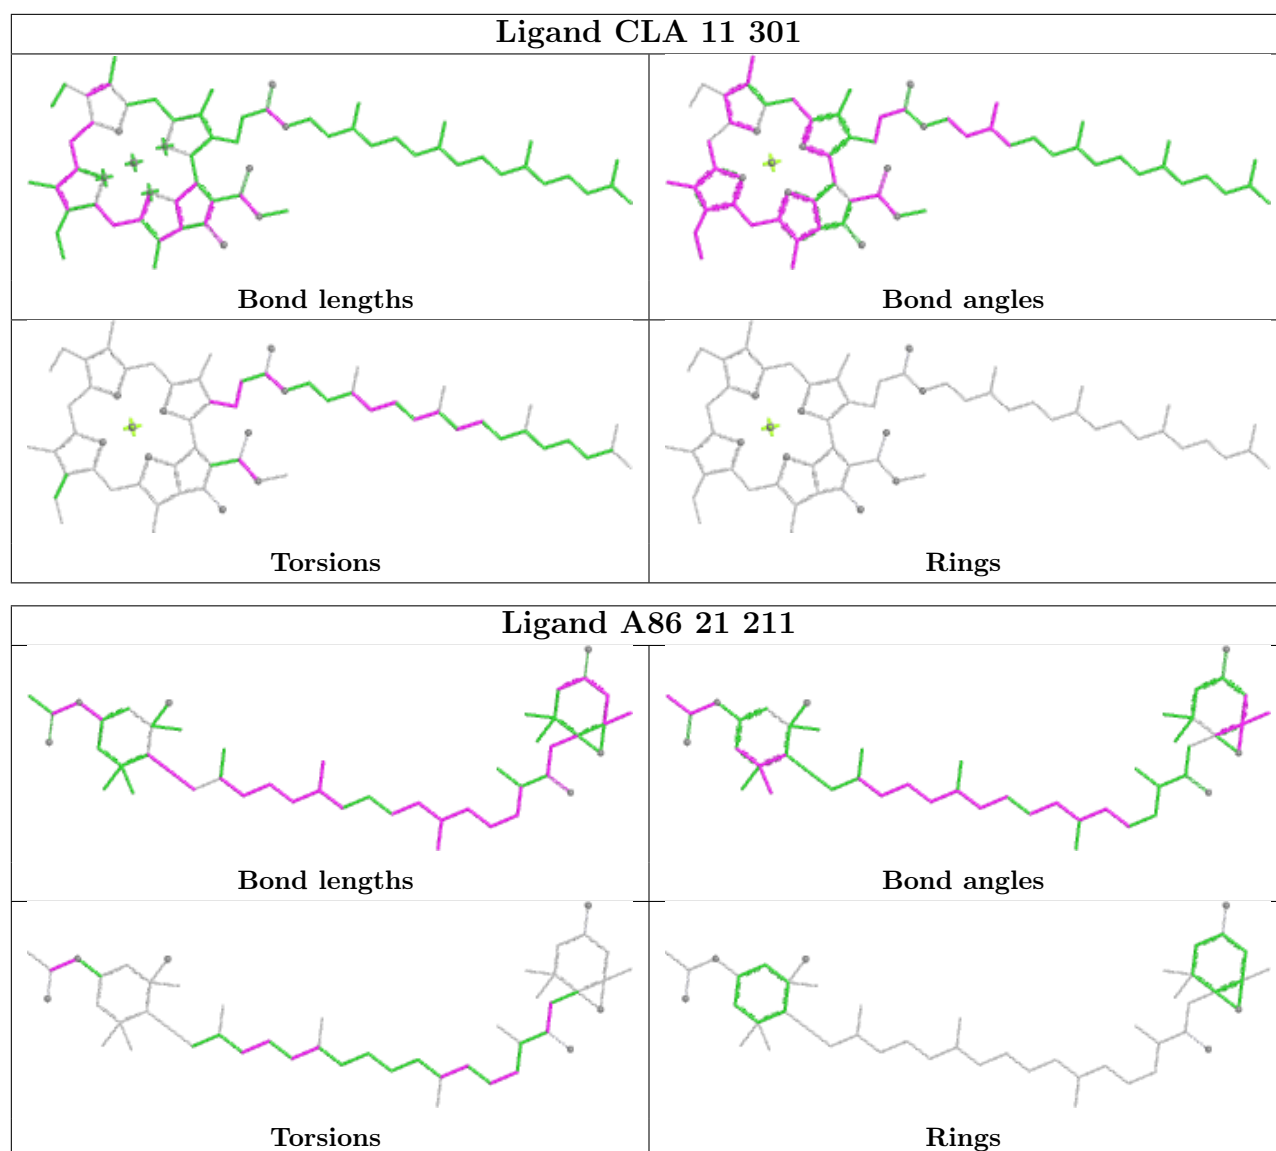 Ligand CLA 11 301
Bond lengths
Bond angles
Torsions
Rings
Ligand A86 21 211
Bond lengths
Bond angles
Torsions
Rings